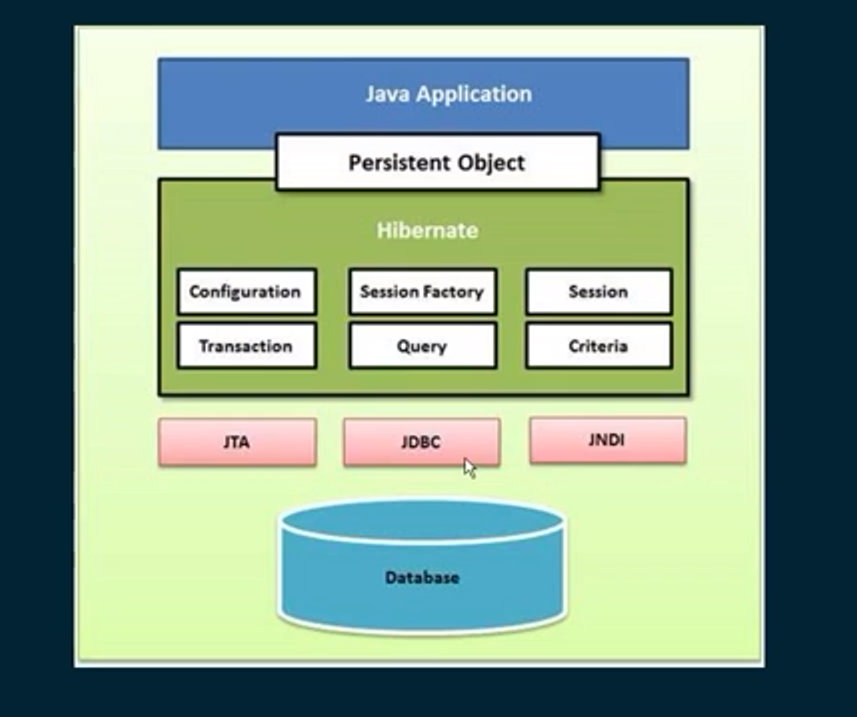 Java Application
Persistent Object
Hibernate
Configuration
Session Factory
Session
Transaction
Query
Criteria
JTA
JDBC
JNDI
Database